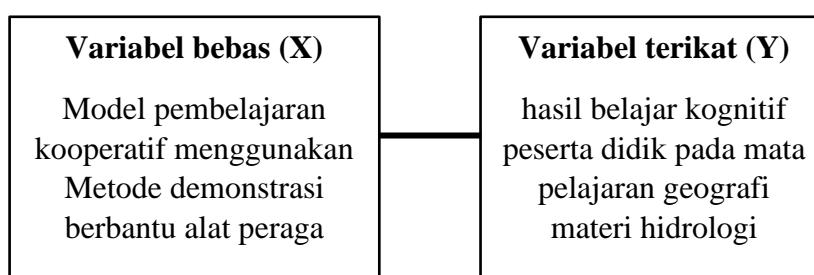 Variabel bebas (X)
Model pembelajaran
kooperatif menggunakan
Metode demonstrasi
berbantu alat peraga
Variabel terikat (Y)
hasil belajar kognitif
peserta didik pada mata
pelajaran geografi
materi hidrologi